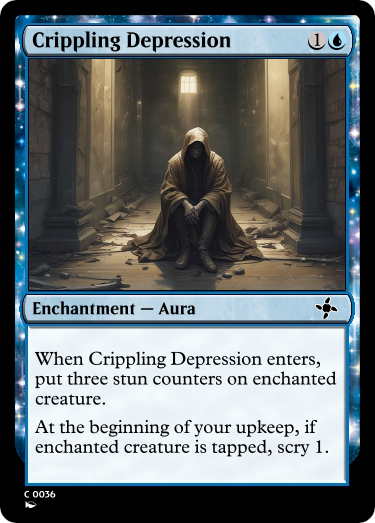 Crippling Depression 1
Enchantment — Aura
When Crippling Depression enters,
put three stun counters on enchanted
creature.
At the beginning of your upkeep, if
enchanted creature is tapped, scry 1.
C 0036